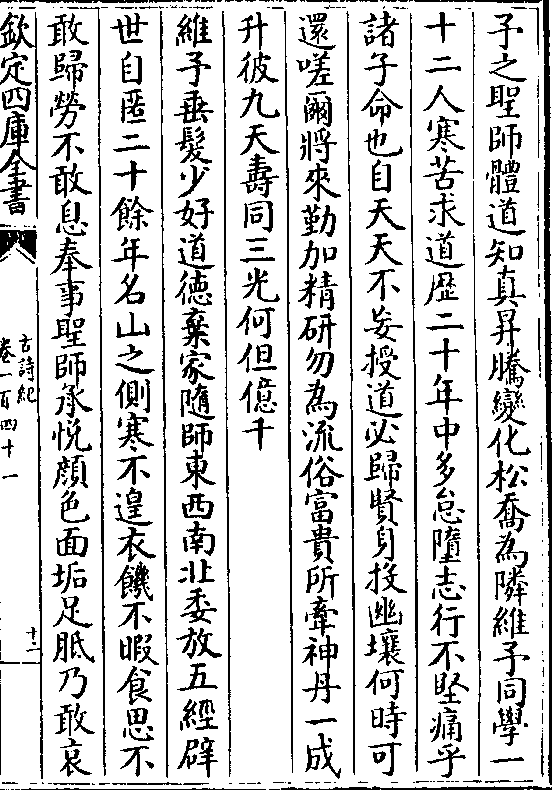 予之聖師體道知真昇騰變化松喬為隣維予同學一
十二人寒苦求道歴二十年中多怠墮志行不堅痛乎
諸子命也自天天不妄授道必歸賢身投幽壤何時可
還嗟爾將來勤加精研勿為流俗富貴所牽神丹一成
升彼九天壽同三光何但億千
維予垂髮少好道德棄家隨師東西南北委放五經辟
世自匿二十餘年名山之側寒不遑衣饑不暇食思不
敢歸勞不敢息奉事聖師承悅顔色面垢足胝乃敢哀
欽定四庫全書
古詩紀
卷一百四十一
十二